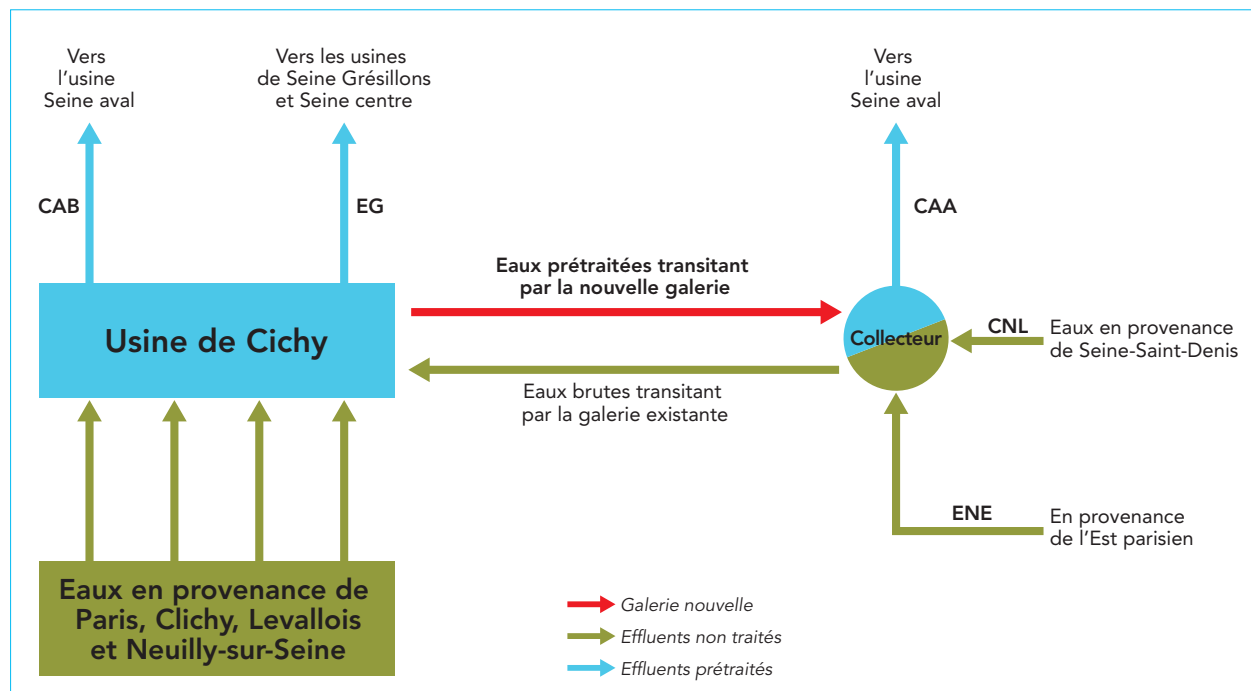 Vers
l'usine
Seine aval
Vers les usines
de Seine Grésillons
et Seine centre
Vers
l'usine
Seine aval
CAB
EG
CAA
Eaux prétraitées transitant
par la nouvelle galerie
Usine de Cichy
Collecteur
CNL
Eaux en provenance
de Seine-Saint-Denis
Eaux brutes transitant
par la galerie existante
ENE
En provenance
de l'Est parisien
Eaux en provenance de
Paris, Clichy, Levallois
et Neuilly-sur-Seine
Galerie nouvelle
Effluents non traités
Effluents prétraités